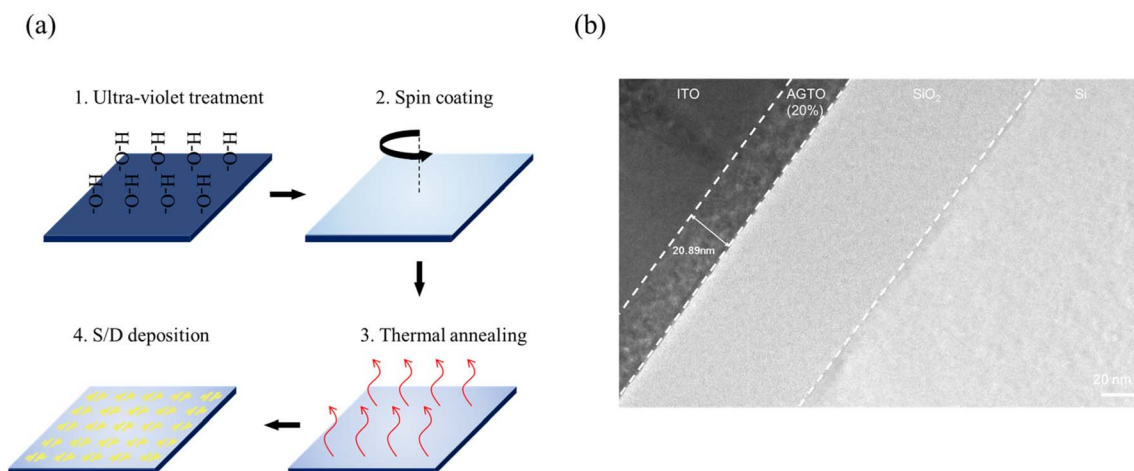 (a)
(b)
1. Ultra-violet treatment
2. Spin coating
-O-H -O-H -O-H -O-H
-O-H -O-H -O-H -O-H
4. S/D deposition
3. Thermal annealing
ITO
AGTO
(20%)
SiO₂
Si
20.89nm
20 nm